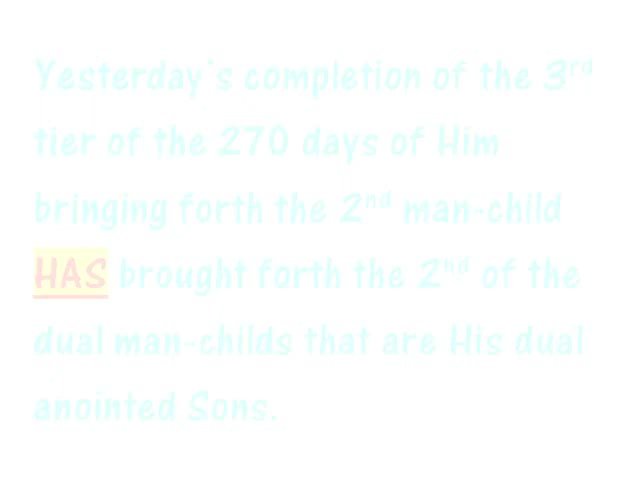 Yesterday's completion of the 3rd
tier of the 270 days of Him
bringing forth the 2nd man-child
HAS brought forth the 2nd of the
dual man-childs that are His dual
anointed Sons.